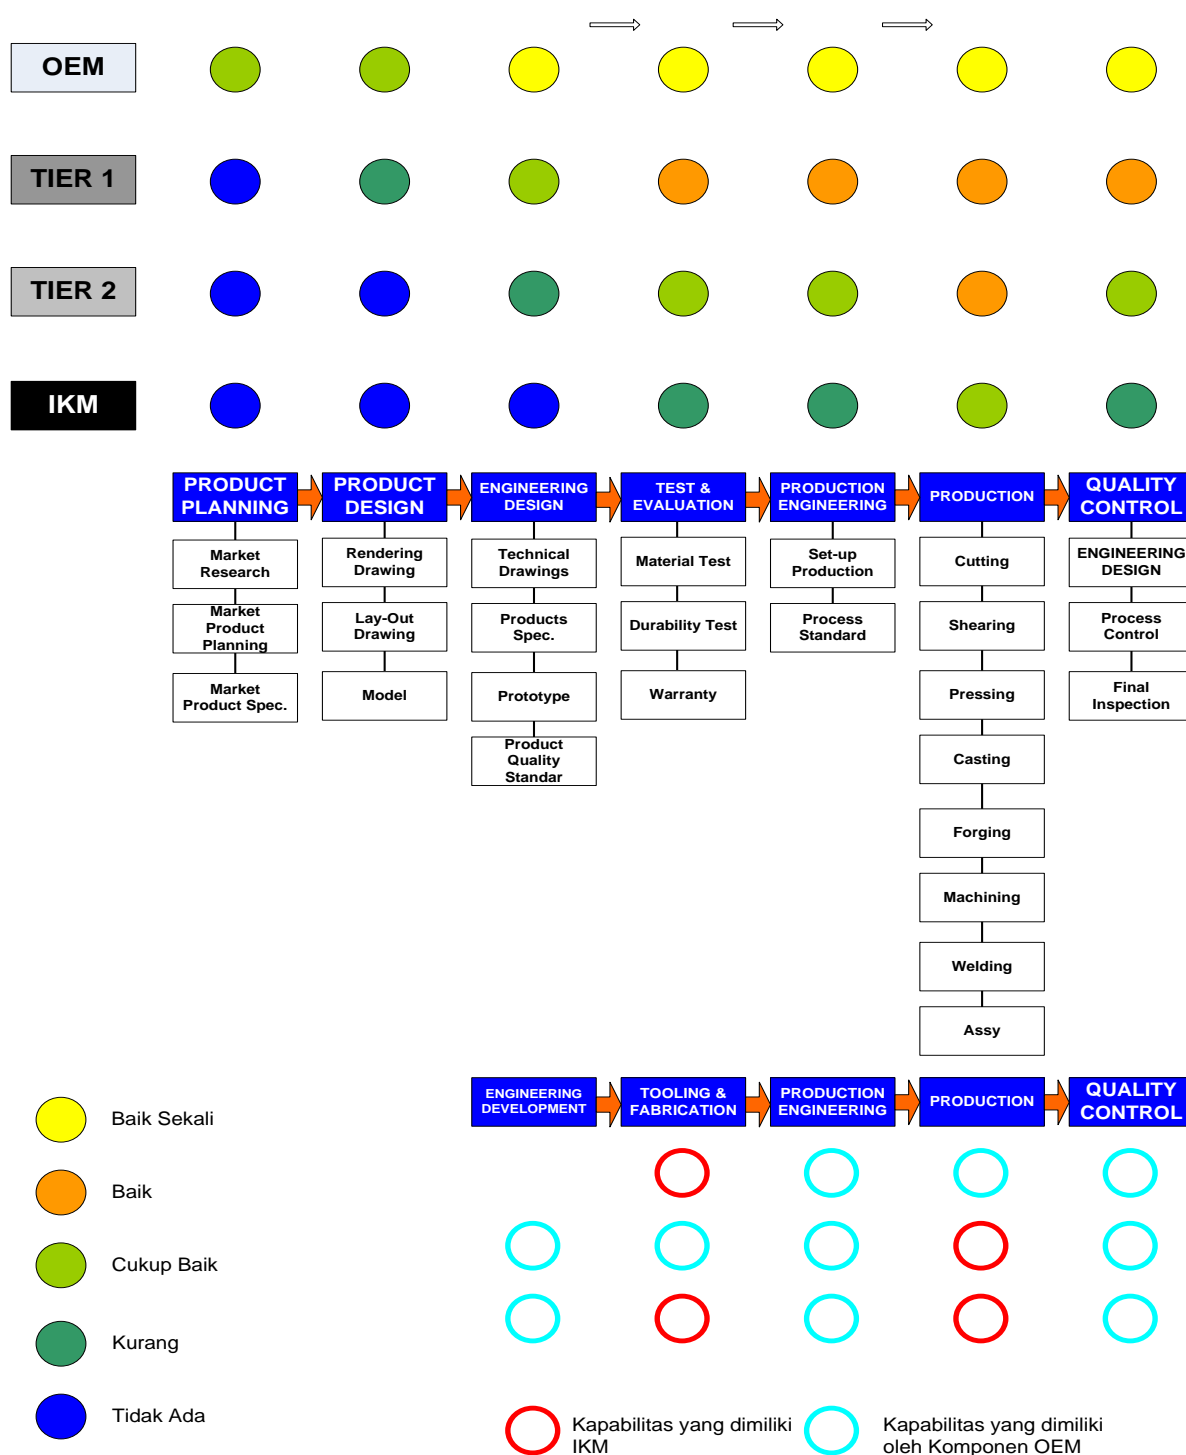 OEM
TIER 1
TIER 2
IKM
PRODUCT
PLANNING
PRODUCT
DESIGN
ENGINEERING
DESIGN
TEST &
EVALUATION
PRODUCTION
ENGINEERING
PRODUCTION
QUALITY
CONTROL
Market
Research
Market
Product
Planning
Market
Product Spec.
Rendering
Drawing
Lay-Out
Drawing
Model
Technical
Drawings
Products
Spec.
Prototype
Product
Quality
Standar
Material Test
Durability Test
Warranty
Set-up
Production
Process
Standard
Cutting
Shearing
Pressing
Casting
Forging
Machining
Welding
Assy
ENGINEERING
DESIGN
Process
Control
Final
Inspection
ENGINEERING
DEVELOPMENT
TOOLING &
FABRICATION
PRODUCTION
ENGINEERING
PRODUCTION
QUALITY
CONTROL
Baik Sekali
Baik
Cukup Baik
Kurang
Tidak Ada
Kapabilitas yang dimiliki
IKM
Kapabilitas yang dimiliki
oleh Komponen OEM